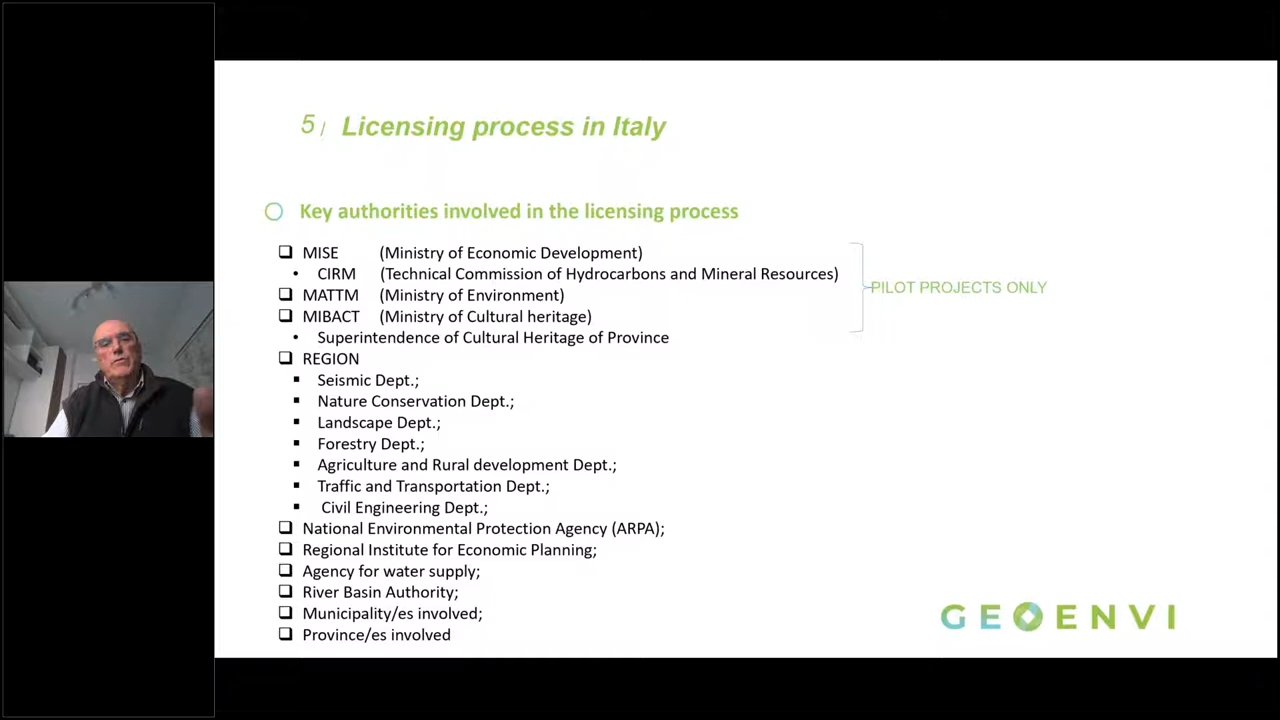 5 / Licensing process in Italy
Key authorities involved in the licensing process
MISE (Ministry of Economic Development)
• CIRM (Technical Commission of Hydrocarbons and Mineral Resources)
MATTM (Ministry of Environment)
PILOT PROJECTS ONLY
MIBACT (Ministry of Cultural heritage)
• Superintendence of Cultural Heritage of Province
REGION
▪ Seismic Dept.;
▪ Nature Conservation Dept.;
▪ Landscape Dept.;
▪ Forestry Dept.;
▪ Agriculture and Rural development Dept.;
▪ Traffic and Transportation Dept.;
▪ Civil Engineering Dept.;
National Environmental Protection Agency (ARPA);
Regional Institute for Economic Planning;
Agency for water supply;
River Basin Authority;
Municipality/es involved;
Province/es involved
GEOENVI